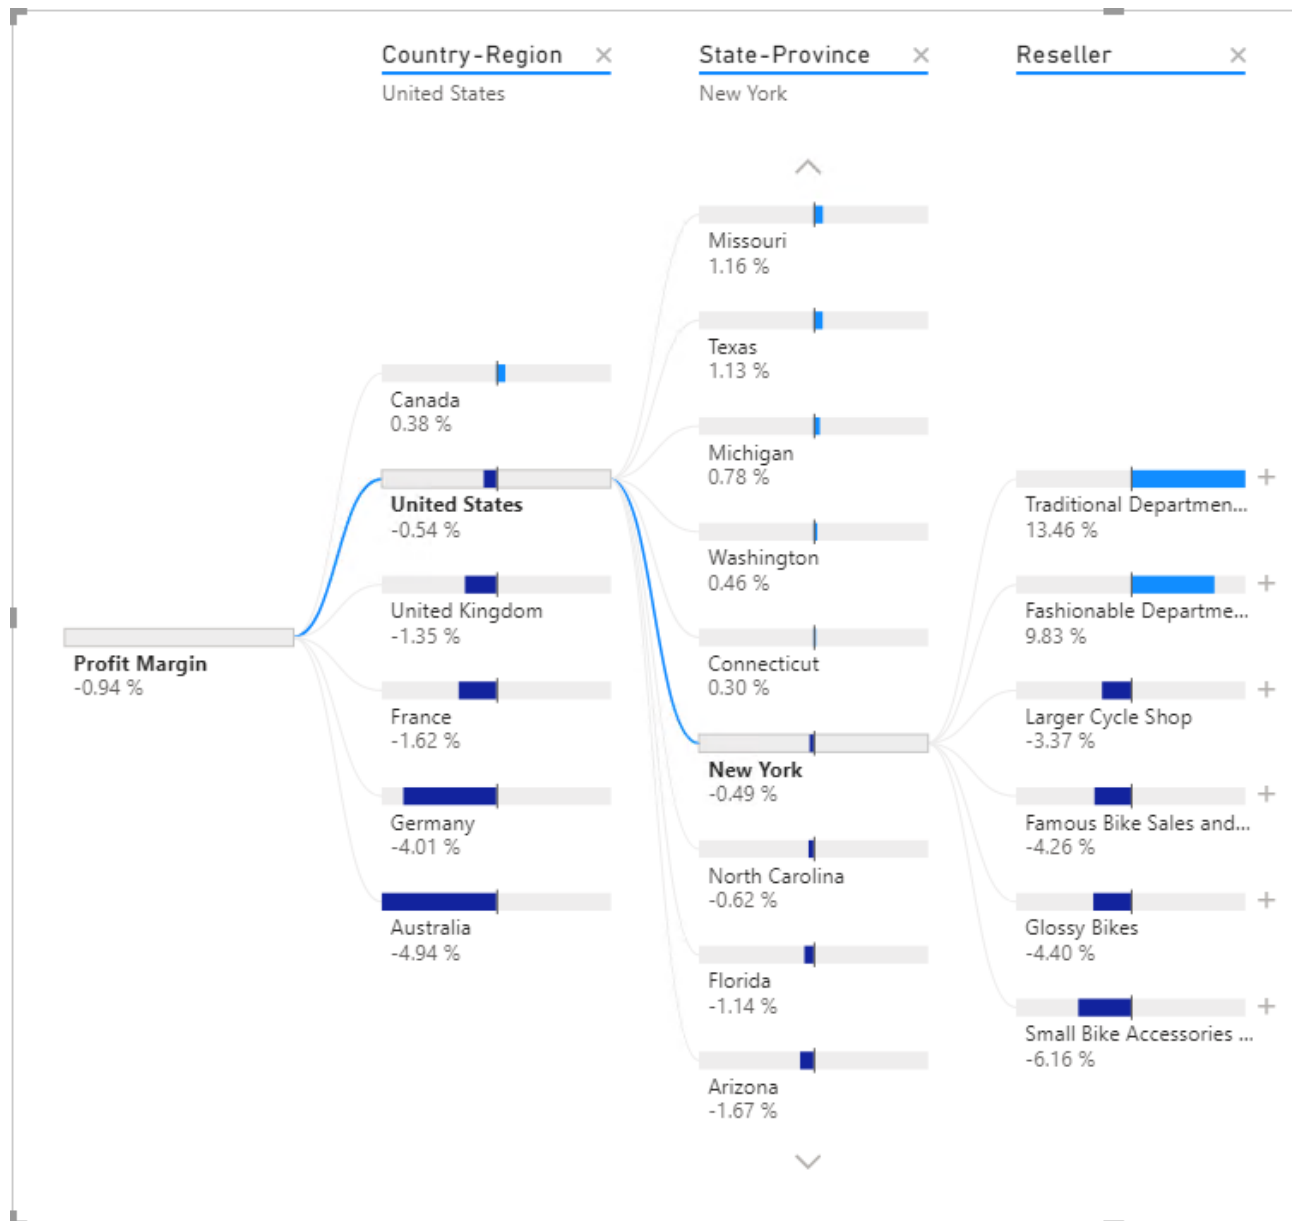 Country-Region
United States
State-Province
New York
Reseller
Profit Margin
-0.94 %
Canada
0.38 %
United States
-0.54 %
United Kingdom
-1.35 %
France
-1.62 %
Germany
-4.01 %
Australia
-4.94 %
Missouri
1.16 %
Texas
1.13 %
Michigan
0.78 %
Washington
0.46 %
Connecticut
0.30 %
New York
-0.49 %
North Carolina
-0.62 %
Florida
-1.14 %
Arizona
-1.67 %
Traditional Departmen...
13.46 %
Fashionable Departme...
9.83 %
Larger Cycle Shop
-3.37 %
Famous Bike Sales and...
-4.26 %
Glossy Bikes
-4.40 %
Small Bike Accessories ...
-6.16 %